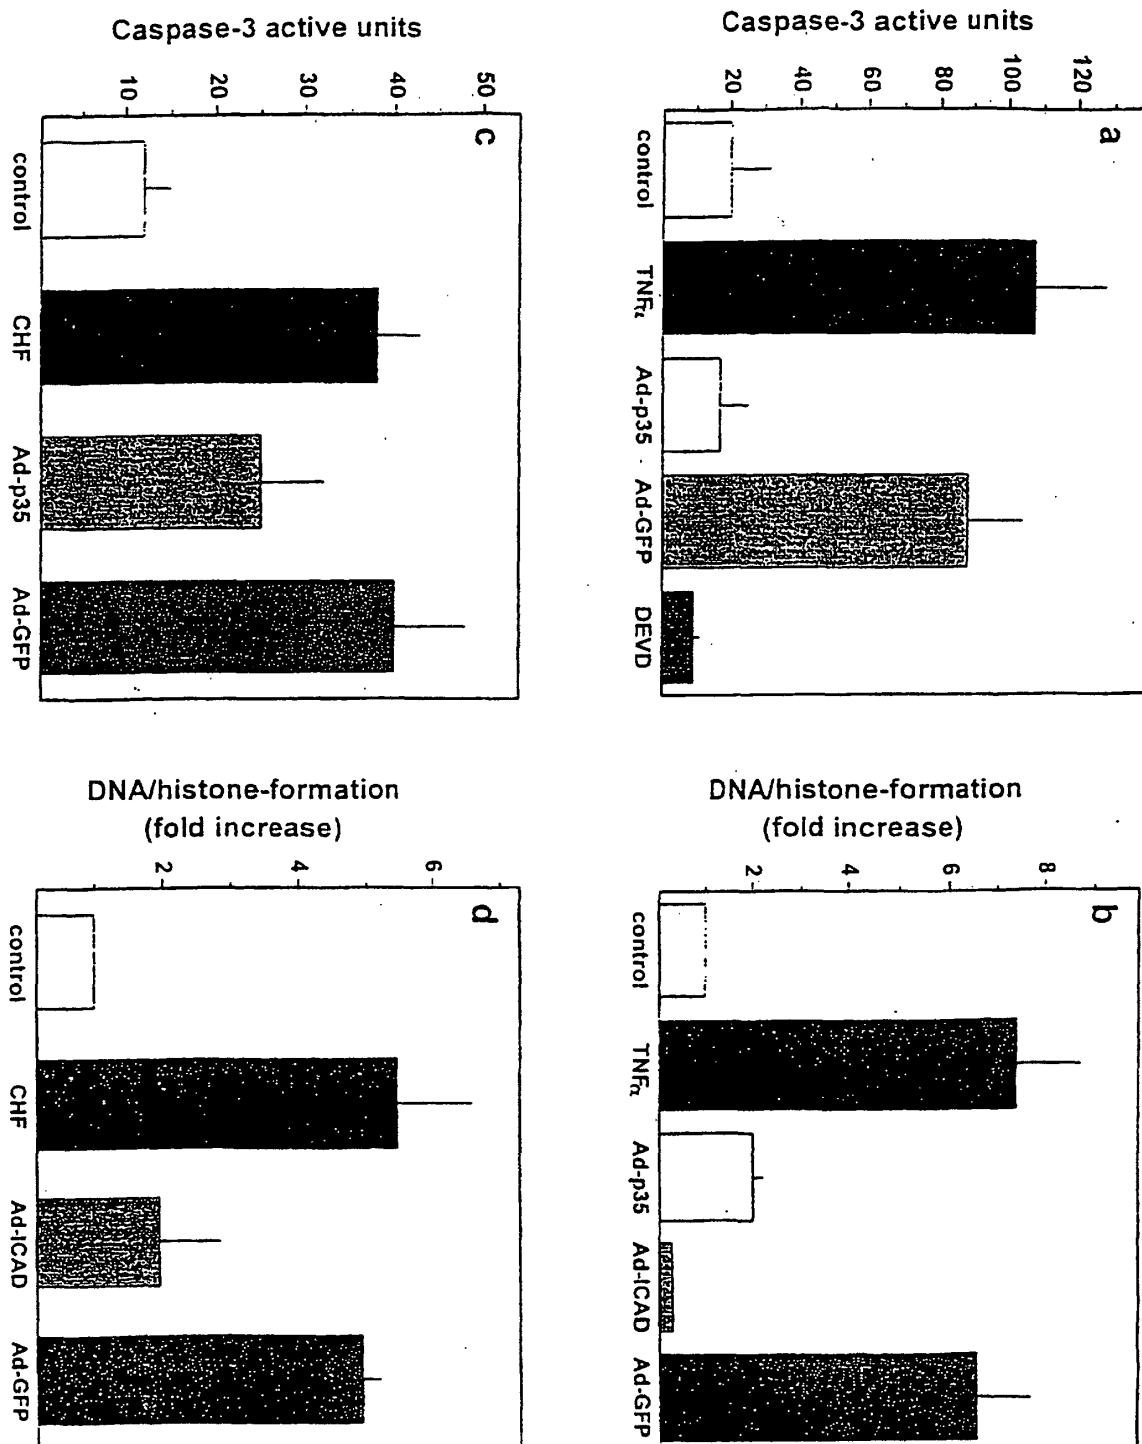 a
Caspase-3 active units
20
40
60
80
100
120
control
TNFα
Ad-p35
Ad-GFP
DEVD
b
DNA/histone-formation
(fold increase)
2
4
6
8
control
TNFα
Ad-p35
Ad-ICAD
Ad-GFP
c
Caspase-3 active units
10
20
30
40
50
control
CHF
Ad-p35
Ad-GFP
d
DNA/histone-formation
(fold increase)
2
4
6
control
CHF
Ad-ICAD
Ad-GFP